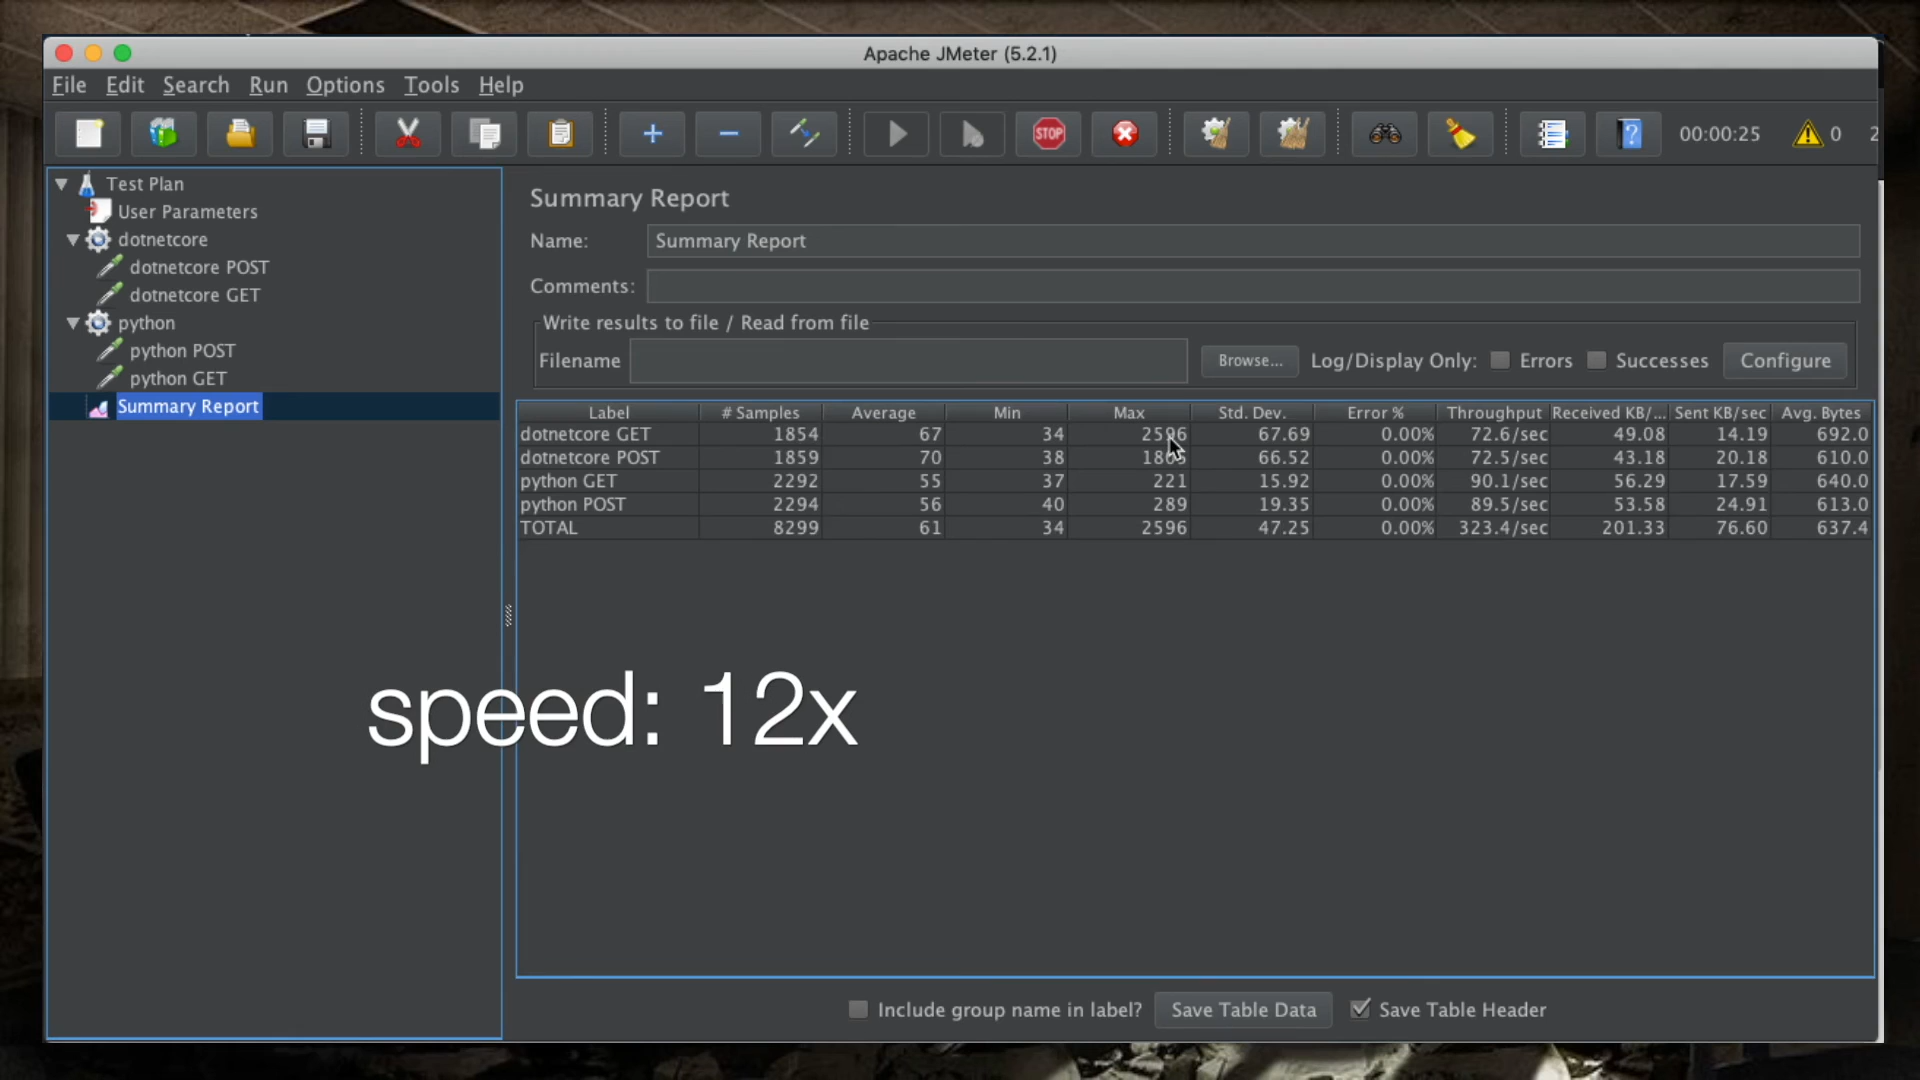 Apache JMeter (5.2.1)
File Edit Search Run Options Tools Help
STOP
00:00:25 0 2
Test Plan
User Parameters
dotnetcore
dotnetcore POST
dotnetcore GET
python
python POST
python GET
Summary Report
Summary Report
Name: Summary Report
Comments:
Write results to file / Read from file
Filename Browse... Log/Display Only: Errors Successes Configure
Label # Samples Average Min Max Std. Dev. Error % Throughput Received KB/... Sent KB/sec Avg. Bytes
dotnetcore GET 1854 67 34 2596 67.69 0.00% 72.6/sec 49.08 14.19 692.0
dotnetcore POST 1859 70 38 66.52 0.00% 72.5/sec 43.18 20.18 610.0
python GET 2292 55 37 221 15.92 0.00% 90.1/sec 56.29 17.59 640.0
python POST 2294 56 40 289 19.35 0.00% 89.5/sec 53.58 24.91 613.0
TOTAL 8299 61 34 2596 47.25 0.00% 323.4/sec 201.33 76.60 637.4
speed: 12x
Include group name in label? Save Table Data Save Table Header